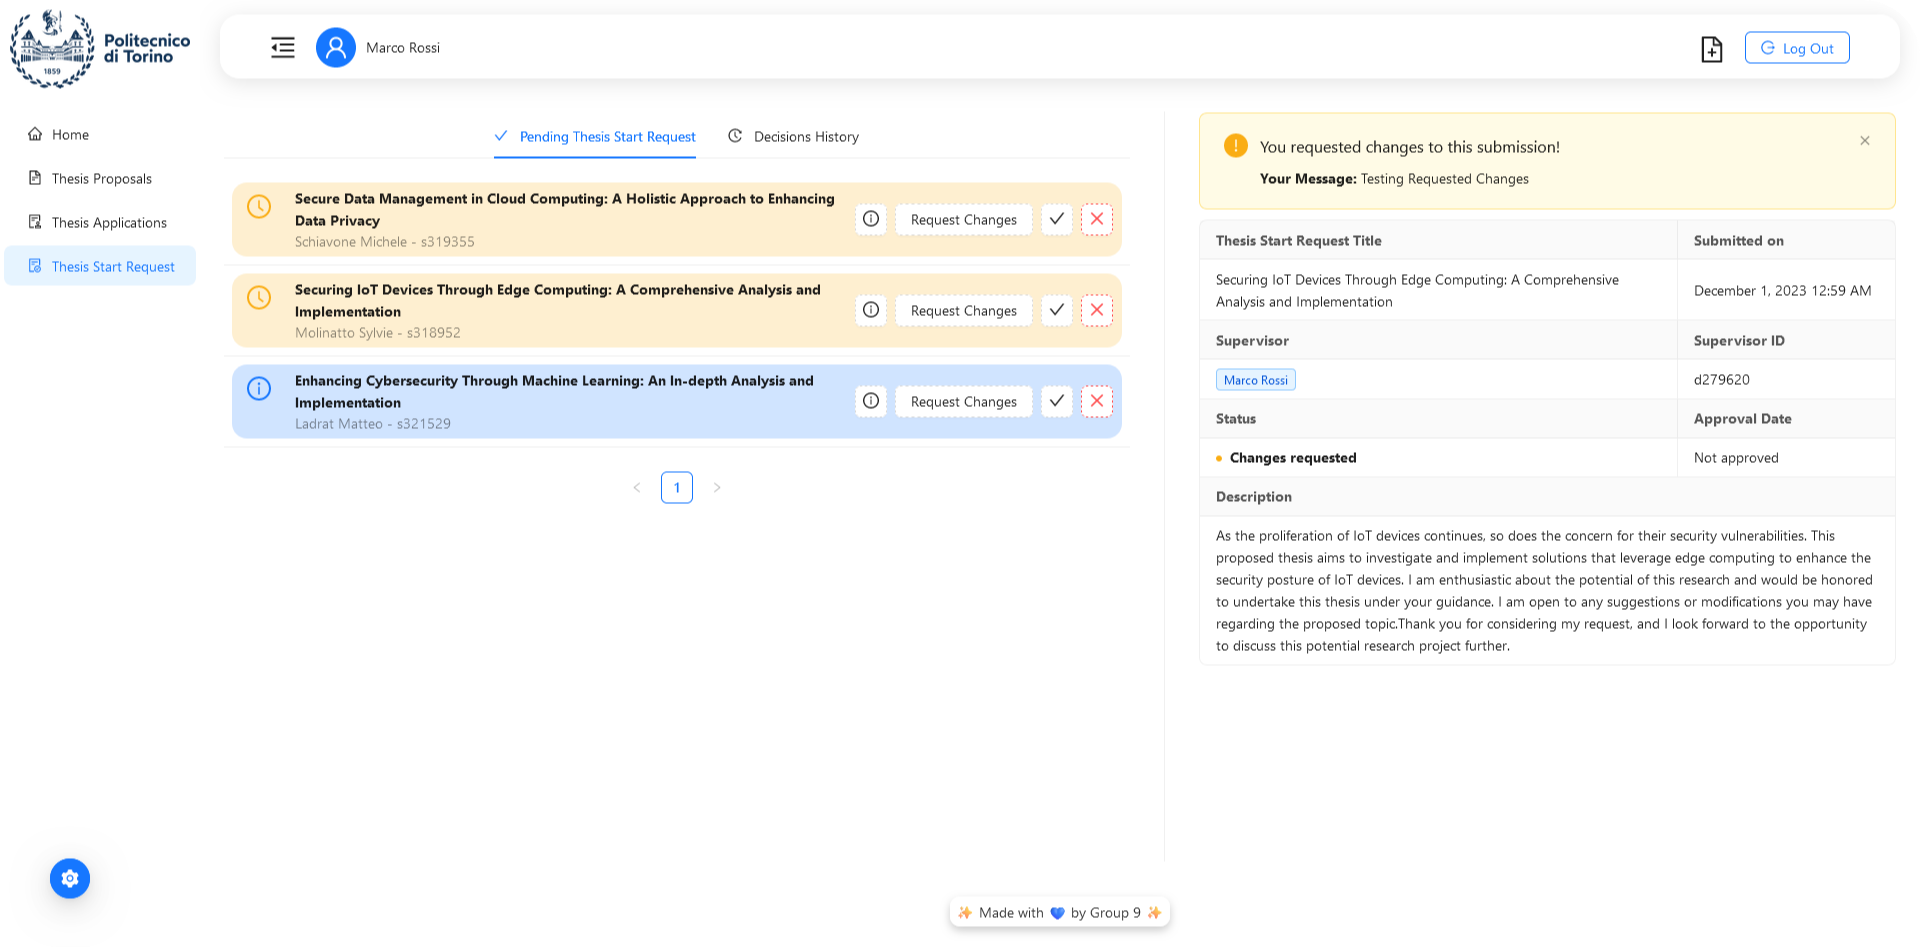 Politecnico
di Torino
1859
Marco Rossi
Log Out
Home
Thesis Proposals
Thesis Applications
Thesis Start Request
Pending Thesis Start Request
Decisions History
Secure Data Management in Cloud Computing: A Holistic Approach to Enhancing
Data Privacy
Schiavone Michele - s319355
Request Changes
Securing IoT Devices Through Edge Computing: A Comprehensive Analysis and
Implementation
Molinatto Sylvie - s318952
Request Changes
Enhancing Cybersecurity Through Machine Learning: An In-depth Analysis and
Implementation
Ladrat Matteo - s321529
Request Changes
1
You requested changes to this submission!
Your Message: Testing Requested Changes
Thesis Start Request Title
Submitted on
Securing IoT Devices Through Edge Computing: A Comprehensive
Analysis and Implementation
December 1, 2023 12:59 AM
Supervisor
Supervisor ID
Marco Rossi
d279620
Status
Approval Date
Changes requested
Not approved
Description
As the proliferation of IoT devices continues, so does the concern for their security vulnerabilities. This
proposed thesis aims to investigate and implement solutions that leverage edge computing to enhance the
security posture of IoT devices. I am enthusiastic about the potential of this research and would be honored
to undertake this thesis under your guidance. I am open to any suggestions or modifications you may have
regarding the proposed topic.Thank you for considering my request, and I look forward to the opportunity
to discuss this potential research project further.
✨ Made with 💙 by Group 9 ✨